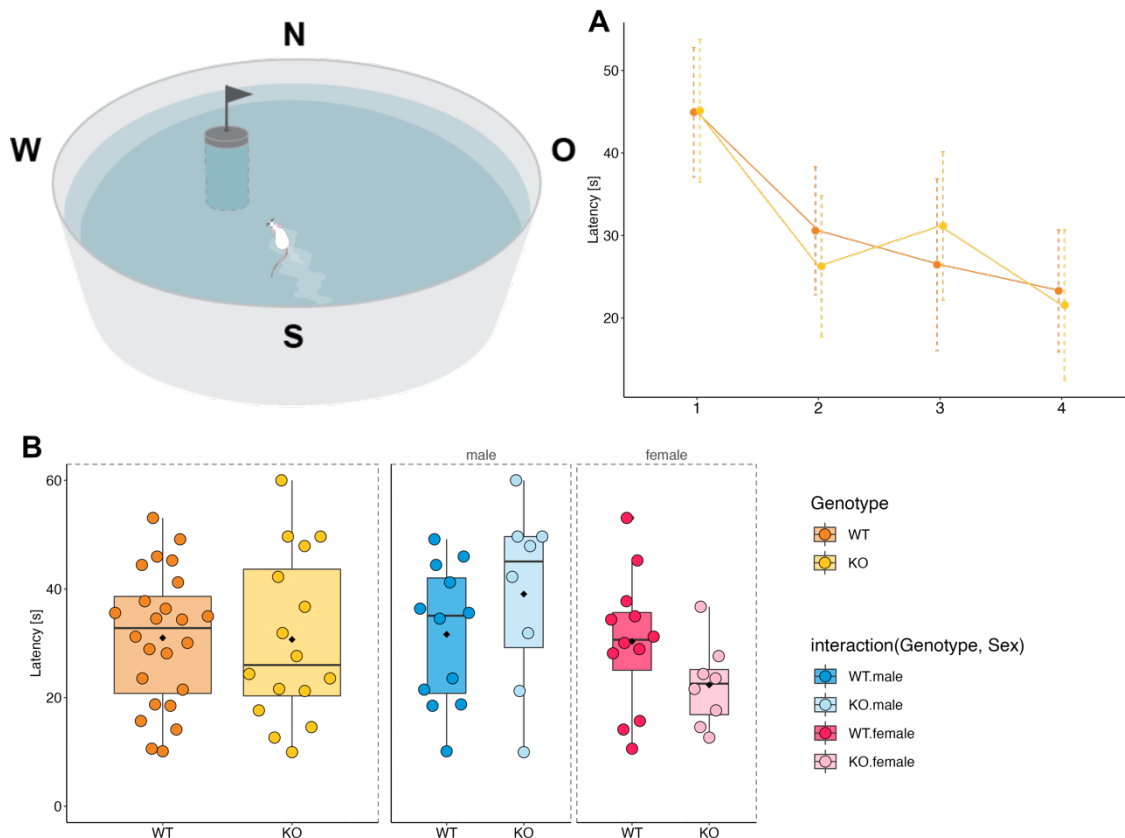 N
W
O
S
A
Latency [s]
50
40
30
20
1 2 3 4
B
male female
Latency [s]
60
40
20
0
WT KO WT KO WT KO
Genotype
WT
KO
interaction(Genotype, Sex)
WT.male
KO.male
WT.female
KO.female